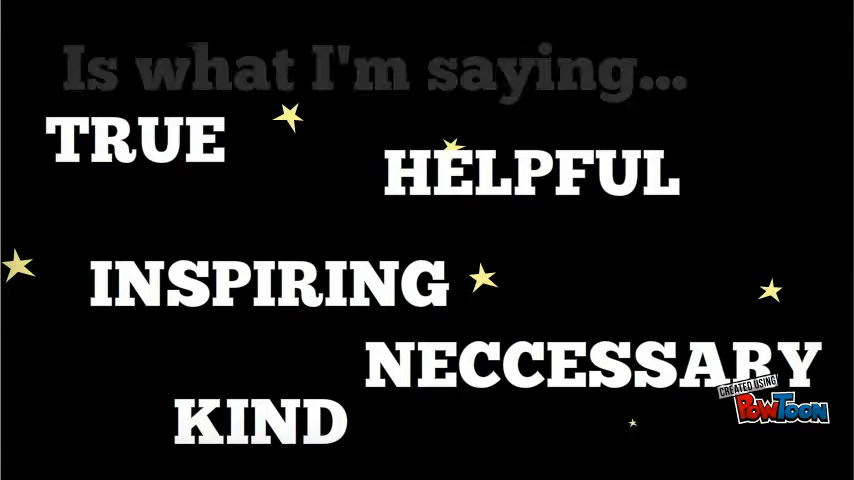 Is what I'm saying...
TRUE
HELPFUL
INSPIRING
NECCESSARY
KIND
CREATED USING
POWTOON